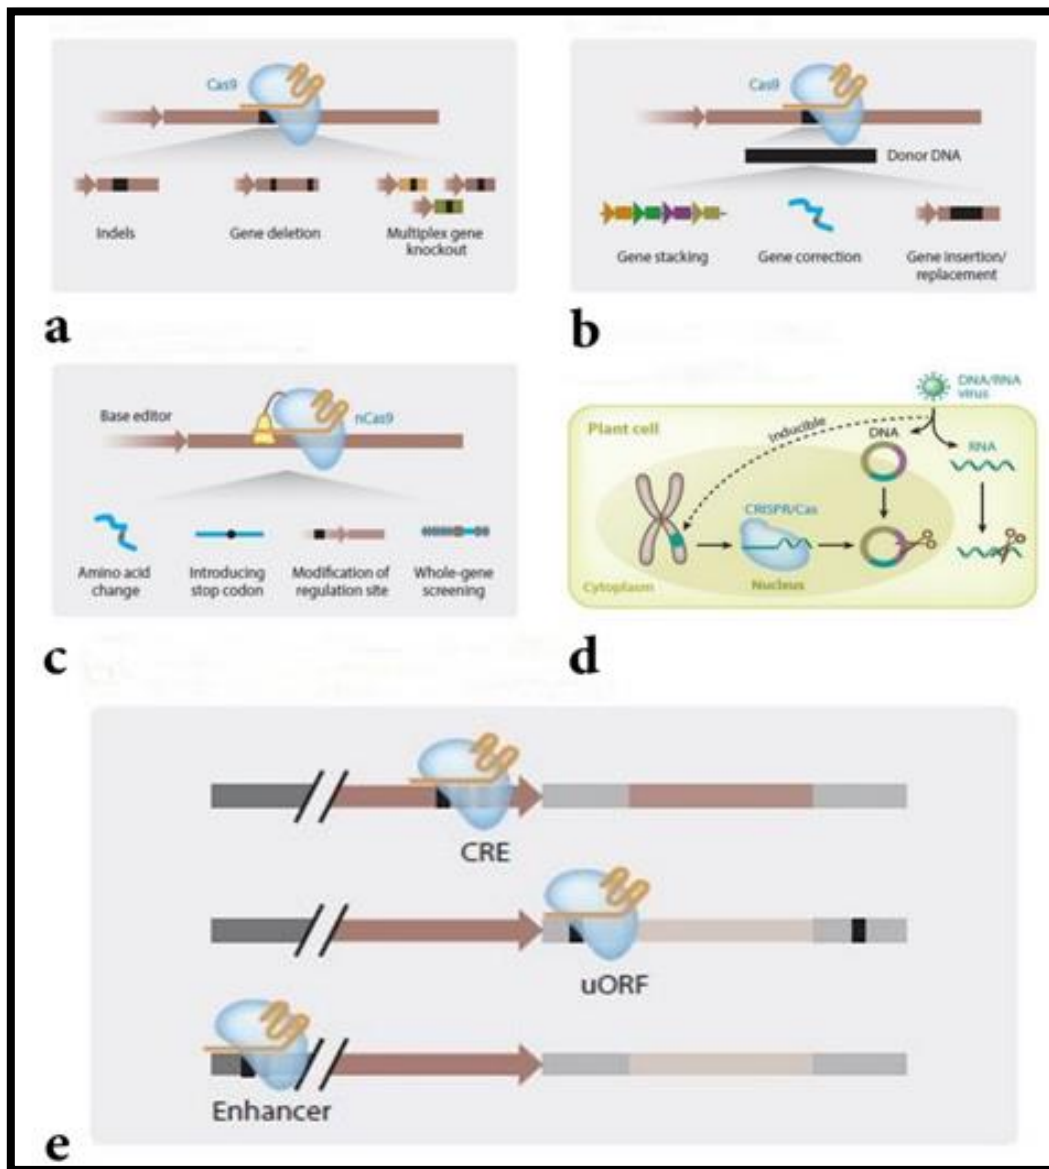 Cas9
Indels
Gene deletion
Multiplex gene
knockout
a
Cas9
Donor DNA
Gene stacking
Gene correction
Gene insertion/
replacement
b
Base editor
nCas9
Amino acid
change
Introducing
stop codon
Modification of
regulation site
Whole-gene
screening
c
DNA/RNA
virus
Plant cell
Inducible
DNA
RNA
CRISPR/Cas
Cytoplasm
Nucleus
d
CRE
uORF
Enhancer
e